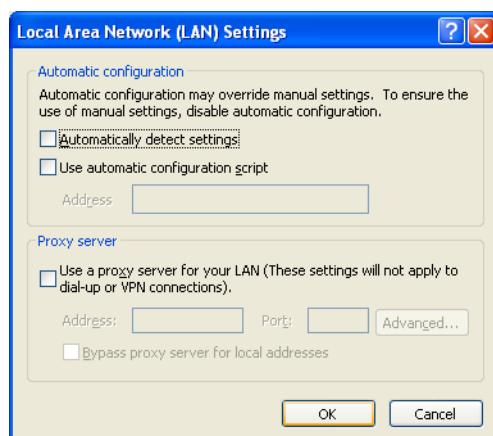 Local Area Network (LAN) Settings
Automatic configuration
Automatic configuration may override manual settings. To ensure the
use of manual settings, disable automatic configuration.
Automatically detect settings
Use automatic configuration script
Address
Proxy server
Use a proxy server for your LAN (These settings will not apply to
dial-up or VPN connections).
Address: Port: Advanced...
Bypass proxy server for local addresses
OK Cancel